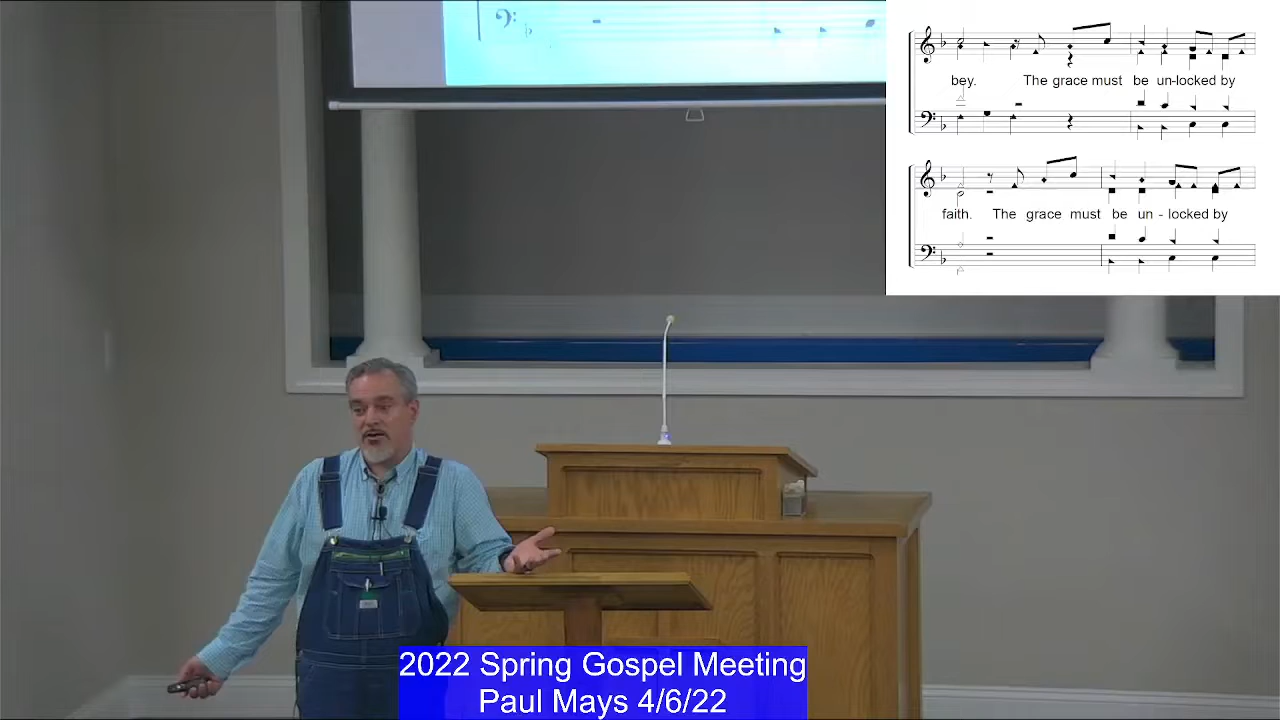 bey. The grace must be un-locked by
faith. The grace must be un - locked by
2022 Spring Gospel Meeting
Paul Mays 4/6/22